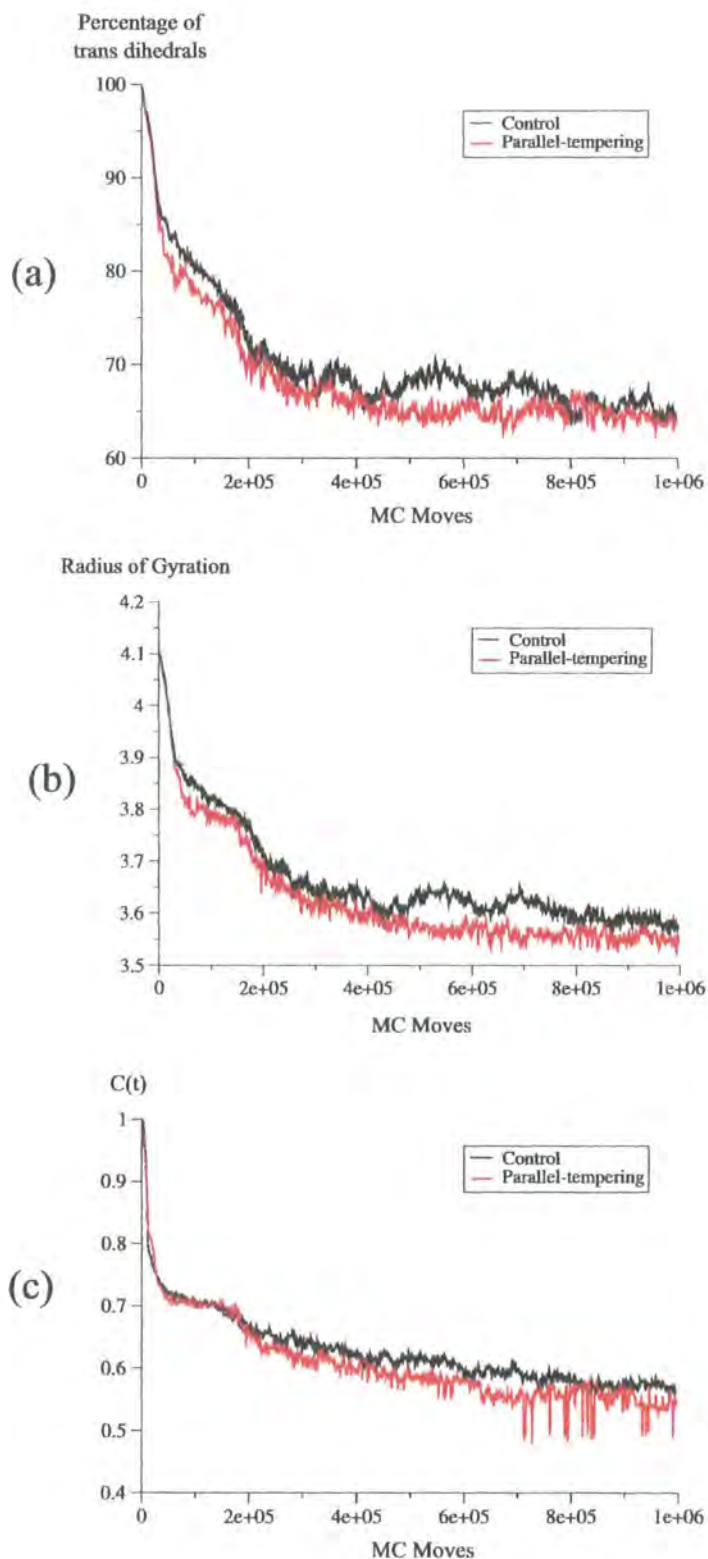 Percentage of
trans dihedrals
100
90
80
70
60
Control
Parallel-tempering
(a)
0
2e+05
4e+05
6e+05
8e+05
1e+06
MC Moves
Radius of Gyration
4.2
4.1
4
3.9
3.8
3.7
3.6
3.5
Control
Parallel-tempering
(b)
0
2e+05
4e+05
6e+05
8e+05
1e+06
MC Moves
C(t)
1
0.9
0.8
0.7
0.6
0.5
0.4
Control
Parallel-tempering
(c)
0
2e+05
4e+05
6e+05
8e+05
1e+06
MC Moves